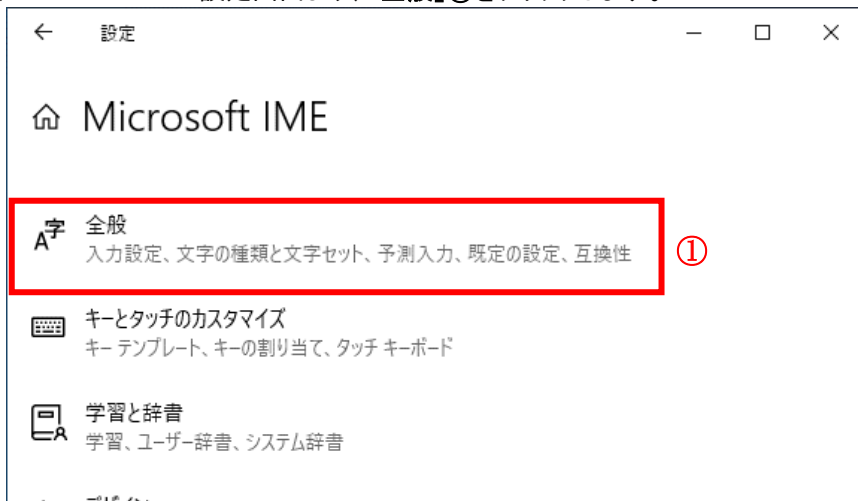 設定
Microsoft IME
全般
入力設定、文字の種類と文字セット、予測入力、既定の設定、互換性
①
キーとタッチのカスタマイズ
キー テンプレート、キーの割り当て、タッチ キーボード
学習と辞書
学習、ユーザー辞書、システム辞書